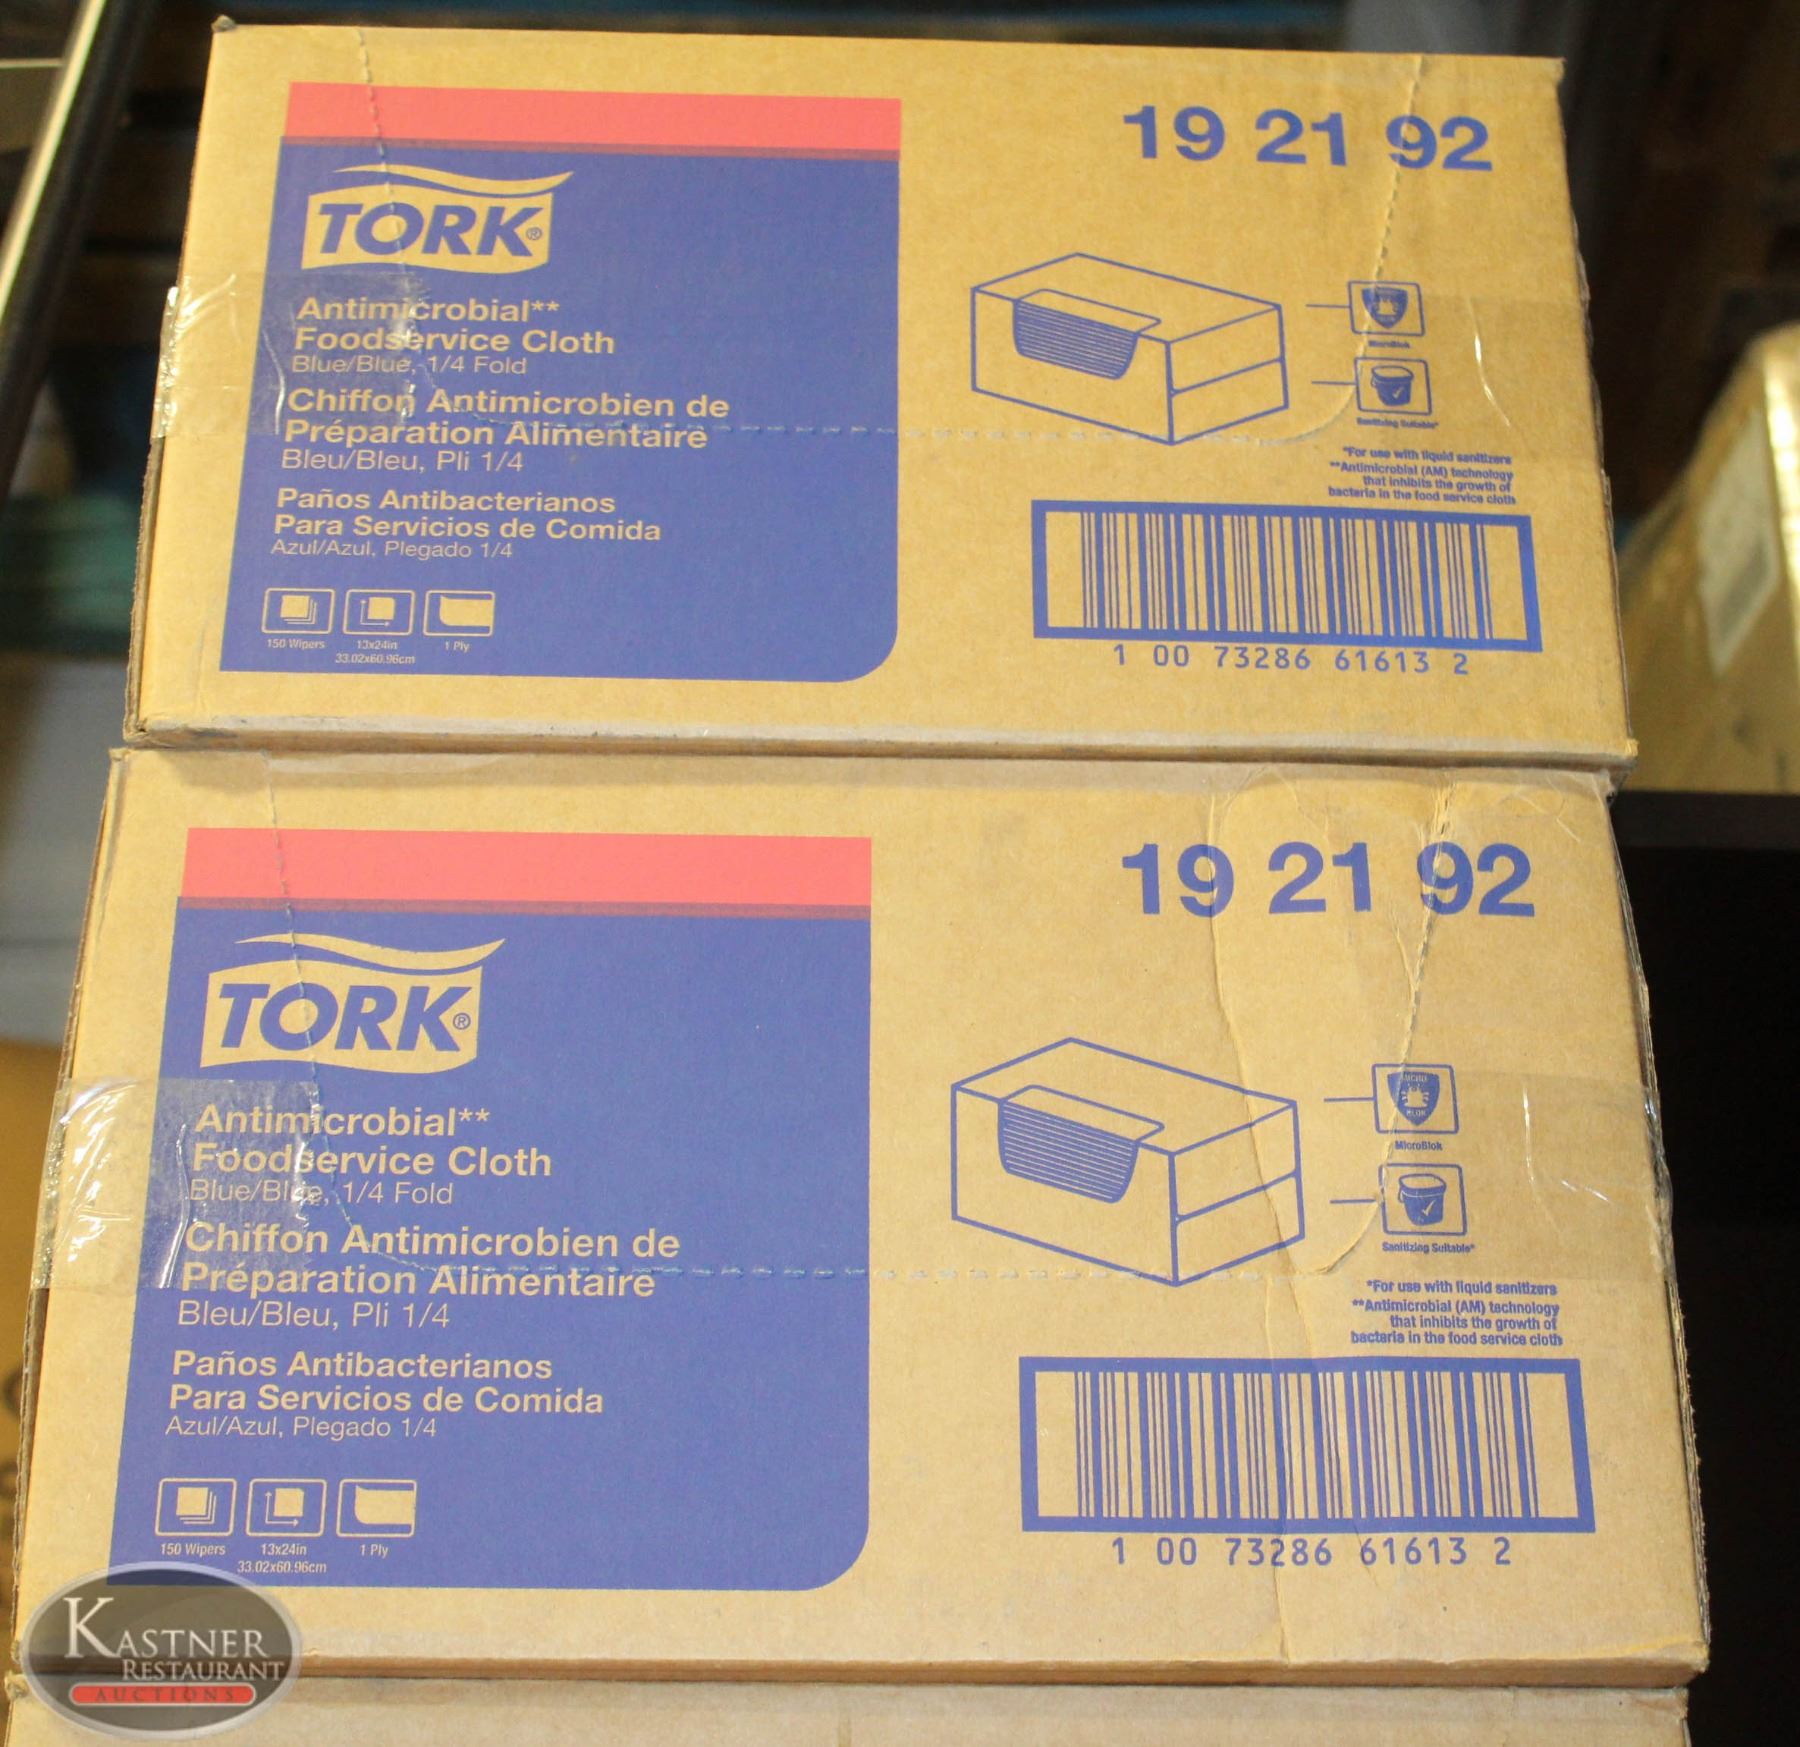 19 21 92
TORK®
Antimicrobial**
Foodservice Cloth
Blue/Blue, 1/4 Fold
Chiffon Antimicrobien de
Préparation Alimentaire
Bleu/Bleu, Pli 1/4
Paños Antibacterianos
Para Servicios de Comida
Azul/Azul, Plegado 1/4
150 Wipers
13x24in
33.02x60.96cm
1 Ply
MicroBlok
Sanitizing Suitable*
*For use with liquid sanitizers
**Antimicrobial (AM) technology
that inhibits the growth of
bacteria in the food service cloth
1 00 73286 61613 2
19 21 92
TORK®
Antimicrobial**
Foodservice Cloth
Blue/Blue, 1/4 Fold
Chiffon Antimicrobien de
Préparation Alimentaire
Bleu/Bleu, Pli 1/4
Paños Antibacterianos
Para Servicios de Comida
Azul/Azul, Plegado 1/4
150 Wipers
13x24in
33.02x60.96cm
1 Ply
MICRO
BLOK
MicroBlok
Sanitizing Suitable*
*For use with liquid sanitizers
**Antimicrobial (AM) technology
that inhibits the growth of
bacteria in the food service cloth
1 00 73286 61613 2
KASTNER
RESTAURANT
AUCTIONS